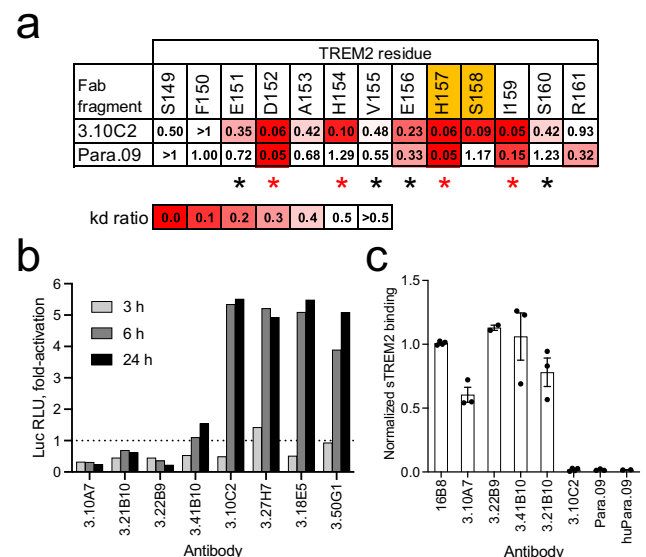 a
TREM2 residue
Fab fragment S149 F150 E151 D152 A153 H154 V155 E156 H157 S158 I159 S160 R161
3.10C2 0.50 >1 0.35 0.06 0.42 0.10 0.48 0.23 0.06 0.09 0.05 0.42 0.93
Para.09 >1 1.00 0.72 0.05 0.68 1.29 0.55 0.33 0.05 1.17 0.15 1.23 0.32
* * * * * * * *
kd ratio 0.0 0.1 0.2 0.3 0.4 0.5 >0.5
b
Luc RLU, fold-activation
6
5
4
3
2
1
0
3 h
6 h
24 h
3.10A7
3.21B10
3.22B9
3.41B10
3.10C2
3.27H7
3.18E5
3.50G1
Antibody
c
Normalized sTREM2 binding
1.5
1.0
0.5
0.0
16B8
3.10A7
3.22B9
3.41B10
3.21B10
3.10C2
Para.09
huPara.09
Antibody